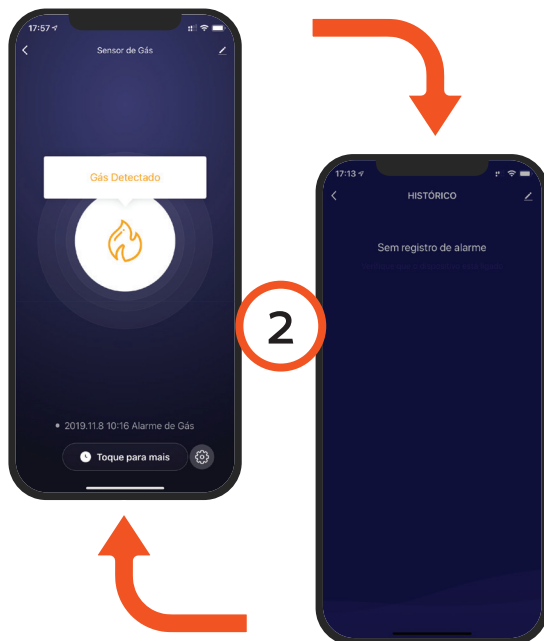 17:57
Sensor de Gás
Gás Detectado
2019.11.8 10:16 Alarme de Gás
Toque para mais
2
17:13
HISTÓRICO
Sem registro de alarme